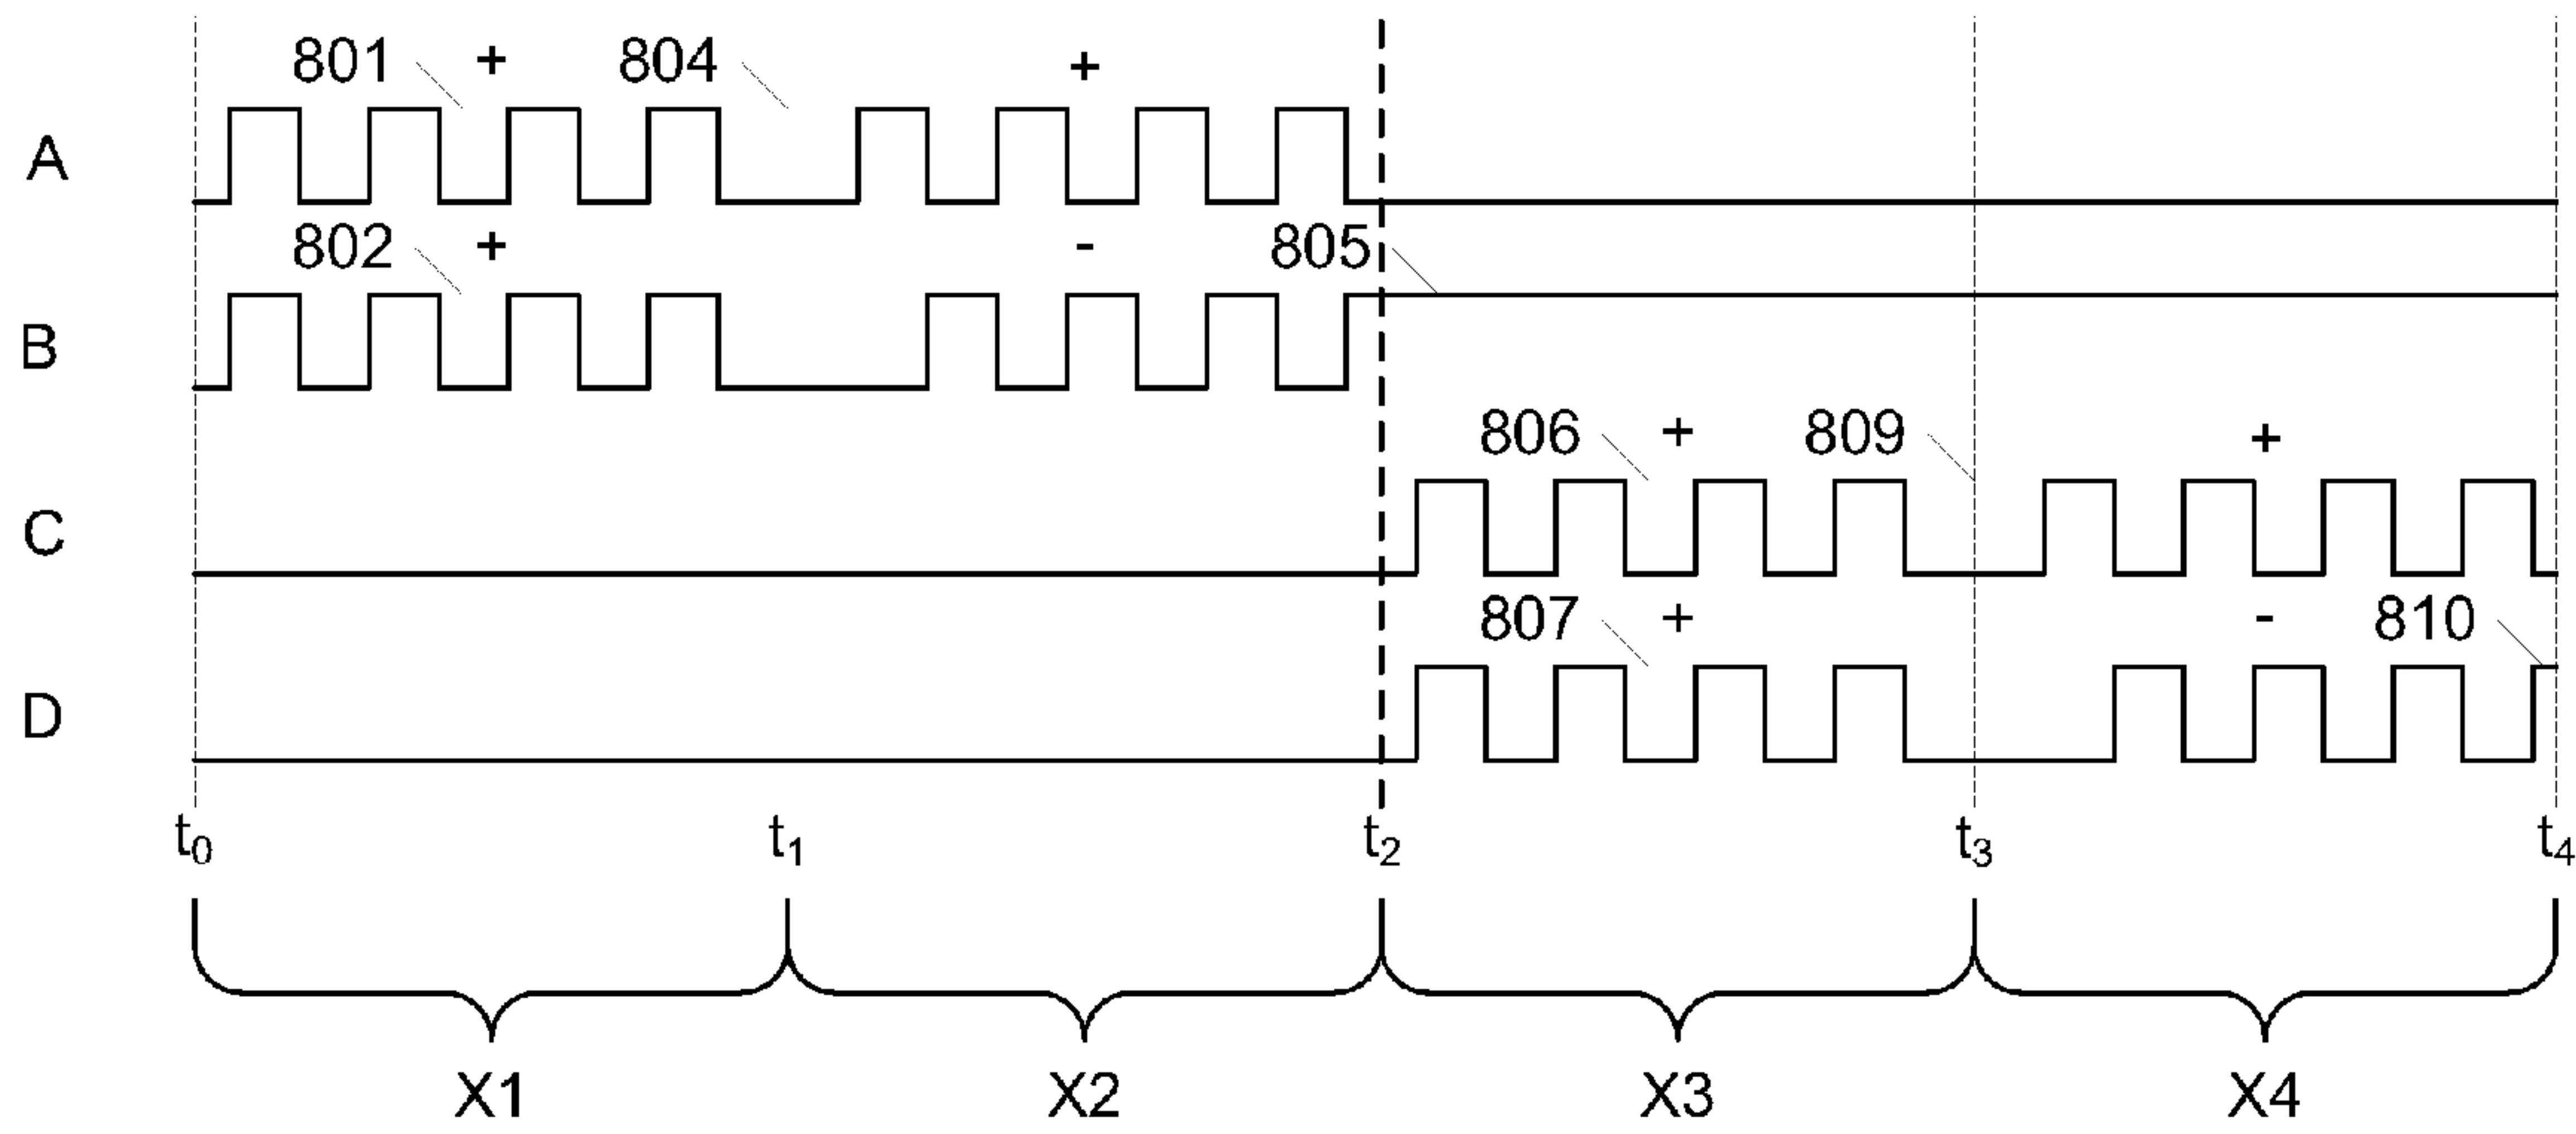 801 + 804 +
A
802 + - 805
B
806 + 809 +
C
807 + - 810
D
t0 t1 t2 t3 t4
X1 X2 X3 X4